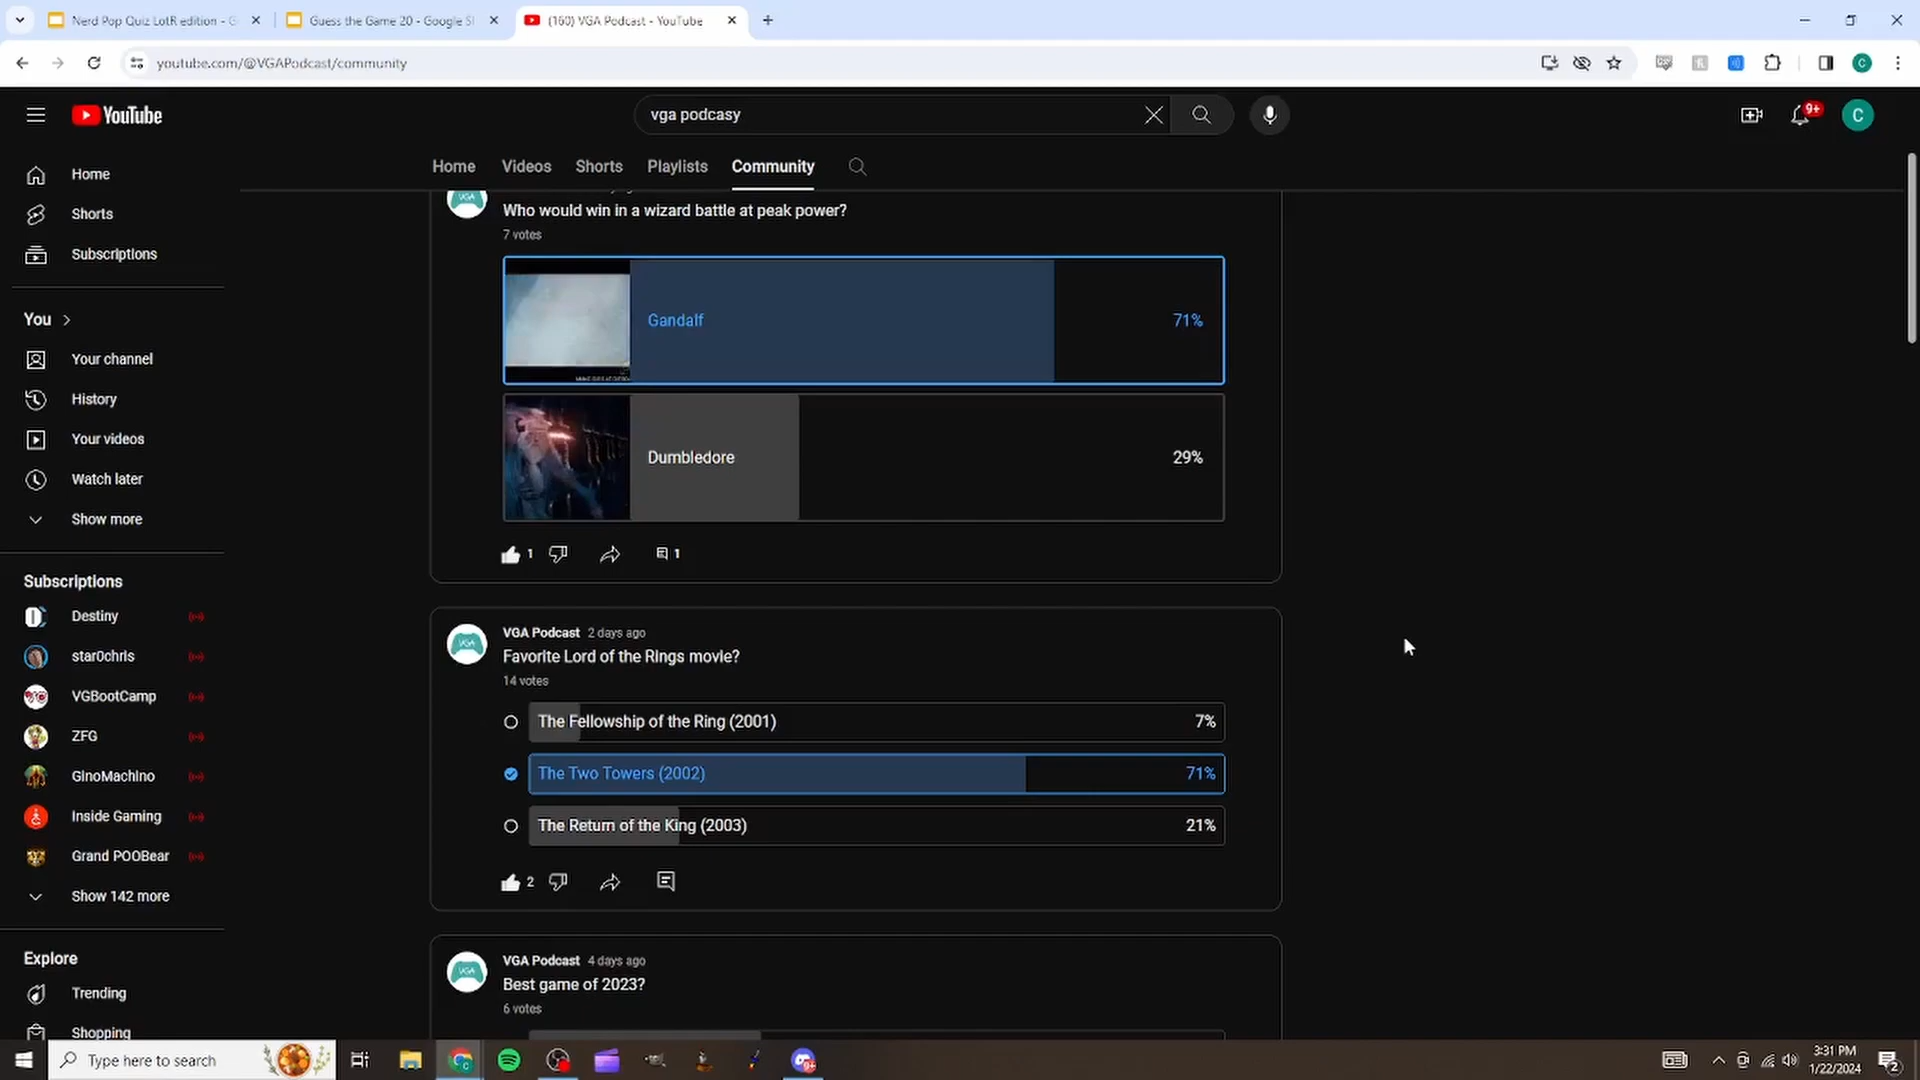 Nerd Pop Quiz LotR edition - G
Guess the Game 20 - Google Sl
(160) VGA Podcast - YouTube
youtube.com/@VGAPodcast/community
YouTube
vga podcasy
9+
C
Home
Videos
Shorts
Playlists
Community
Home
Shorts
Subscriptions
You
Your channel
History
Your videos
Watch later
Show more
Subscriptions
Destiny
star0chris
VGBootCamp
ZFG
GinoMachino
Inside Gaming
Grand POOBear
Show 142 more
Explore
Trending
Shopping
Who would win in a wizard battle at peak power?
7 votes
Gandalf
71%
Dumbledore
29%
1
1
VGA Podcast 2 days ago
Favorite Lord of the Rings movie?
14 votes
The Fellowship of the Ring (2001)
7%
The Two Towers (2002)
71%
The Return of the King (2003)
21%
2
VGA Podcast 4 days ago
Best game of 2023?
6 votes
Type here to search
3:31 PM
1/22/2024
2